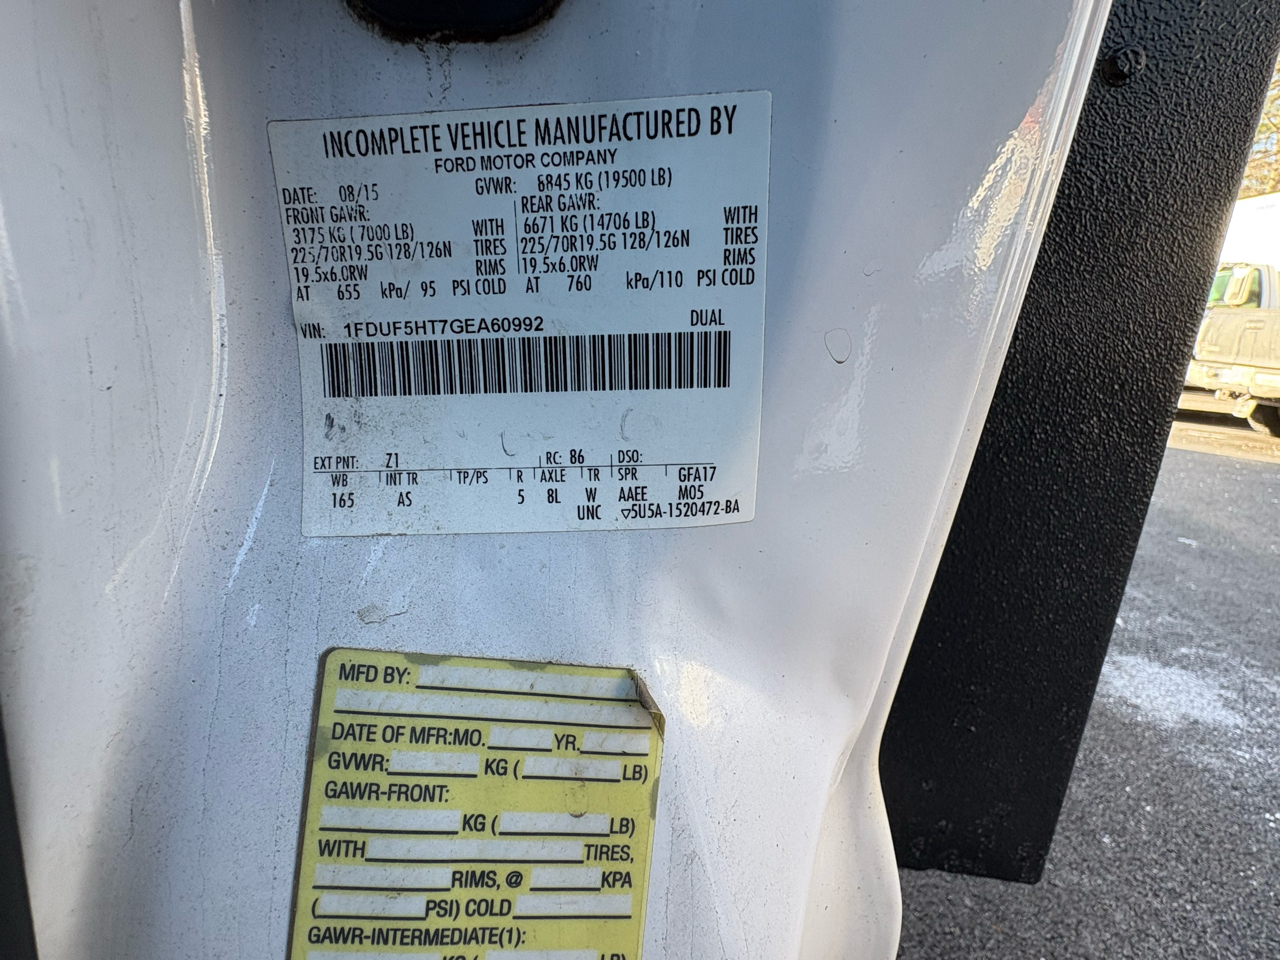 INCOMPLETE VEHICLE MANUFACTURED BY
FORD MOTOR COMPANY
DATE: 08/15 GVWR: 6845 KG (19500 LB)
FRONT GAWR: REAR GAWR:
3175 KG (7000 LB) WITH 6671 KG (14706 LB) WITH
225/70R19.5G 128/126N TIRES 225/70R19.5G 128/126N TIRES
19.5x6.0RW RIMS 19.5x6.0RW RIMS
AT 655 kPa/ 95 PSI COLD AT 760 kPa/110 PSI COLD
VIN: 1FDUF5HT7GEA60992 DUAL
EXT PNT: Z1 RC: 86 DSO:
WB INT TR TP/PS R AXLE TR SPR GFA17
165 AS 5 8L W AAEE M05
UNC ▽5U5A-1520472-BA
MFD BY:
DATE OF MFR:MO. YR.
GVWR: KG ( LB)
GAWR-FRONT:
KG ( LB)
WITH TIRES,
RIMS, @ KPA
( PSI) COLD
GAWR-INTERMEDIATE(1):
KG ( LB)